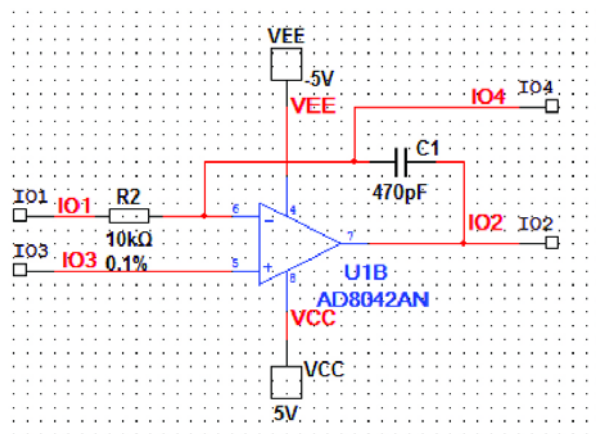 VEE
-5V
VEE
IO4
IO4
C1
470pF
IO1
IO1
R2
10kΩ
0.1%
6
4
7
IO2
IO2
IO3
IO3
5
8
U1B
AD8042AN
VCC
VCC
5V